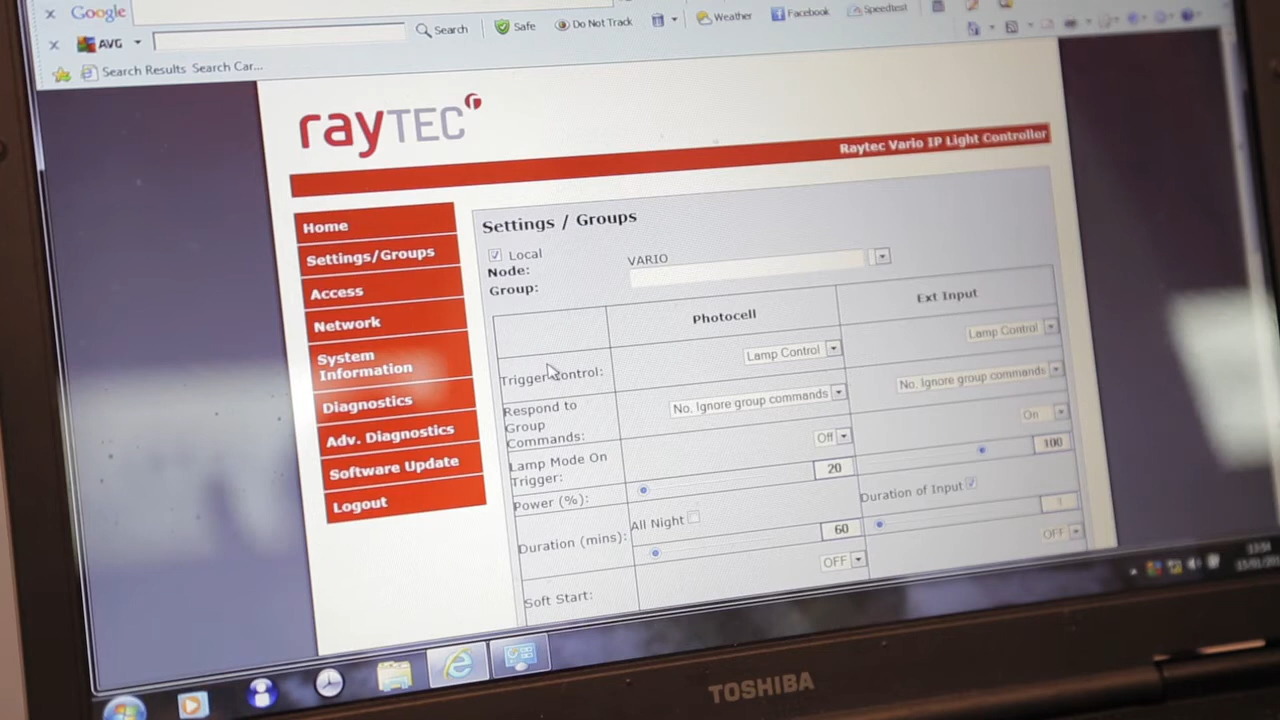 Google
AVG Search Safe Do Not Track Weather Facebook Speedtest
Search Results Search Car...
rayTEC
Raytec Vario IP Light Controller
Home
Settings/Groups
Access
Network
System
Information
Diagnostics
Adv. Diagnostics
Software Update
Logout
Settings / Groups
Local
Node: VARIO
Group:
Photocell Ext Input
Trigger Control: Lamp Control Lamp Control
Respond to
Group
Commands: No. Ignore group commands No. Ignore group commands
Lamp Mode On
Trigger: Off On
Power (%): 20 100
Duration (mins): All Night 60 Duration of Input 1
Soft Start: OFF OFF
TOSHIBA